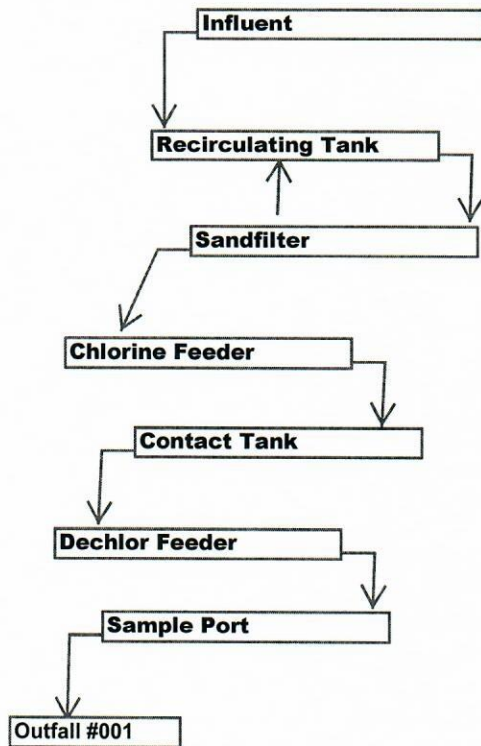 Influent
Recirculating Tank
Sandfilter
Chlorine Feeder
Contact Tank
Dechlor Feeder
Sample Port
Outfall #001